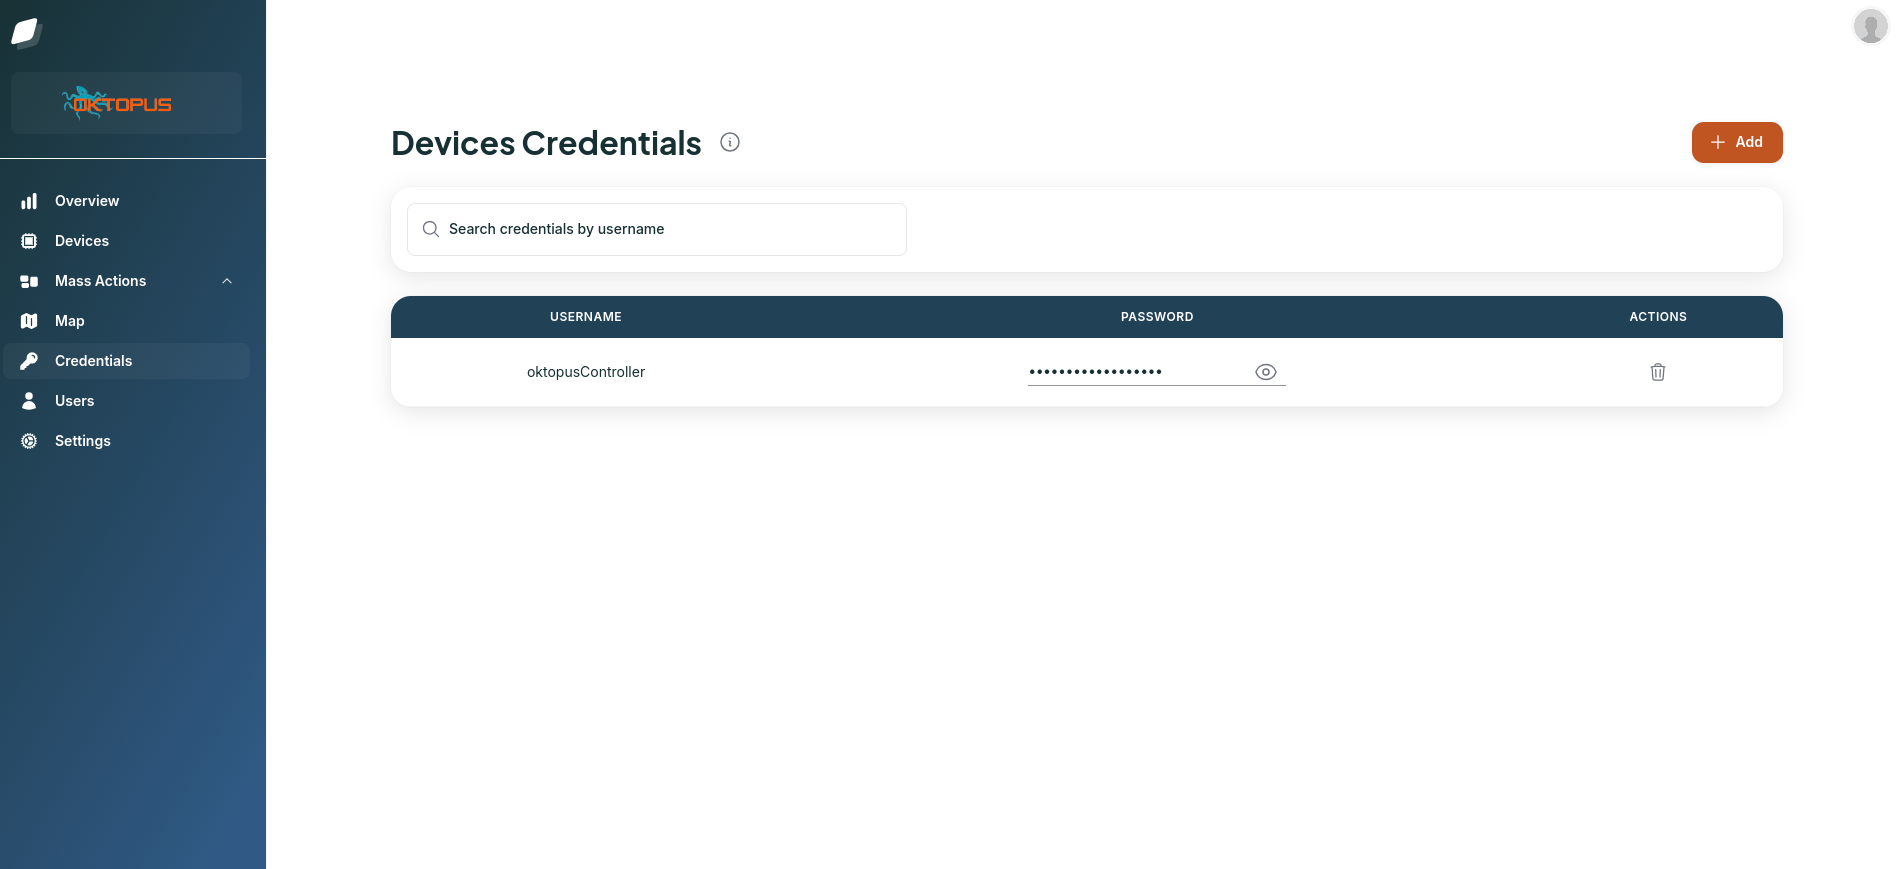 OKTOPUS
Overview
Devices
Mass Actions
Map
Credentials
Users
Settings
Devices Credentials
Add
Search credentials by username
USERNAME PASSWORD ACTIONS
oktopusController ••••••••••••••••••